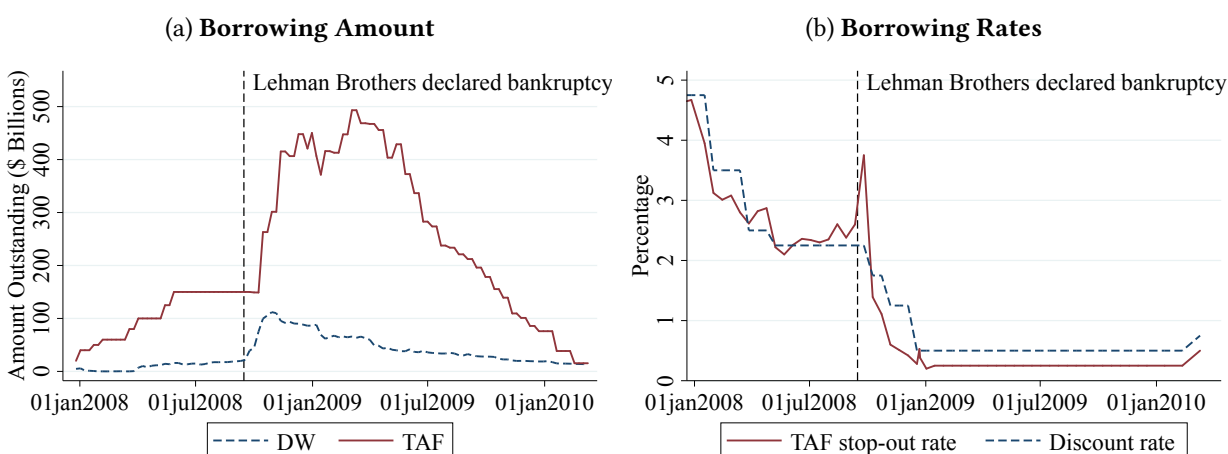 (a) Borrowing Amount
Amount Outstanding ($ Billions)
500
400
300
200
100
0
Lehman Brothers declared bankruptcy
01jan2008 01jul2008 01jan2009 01jul2009 01jan2010
DW TAF
(b) Borrowing Rates
Percentage
5
4
3
2
1
0
Lehman Brothers declared bankruptcy
01jan2008 01jul2008 01jan2009 01jul2009 01jan2010
TAF stop-out rate Discount rate